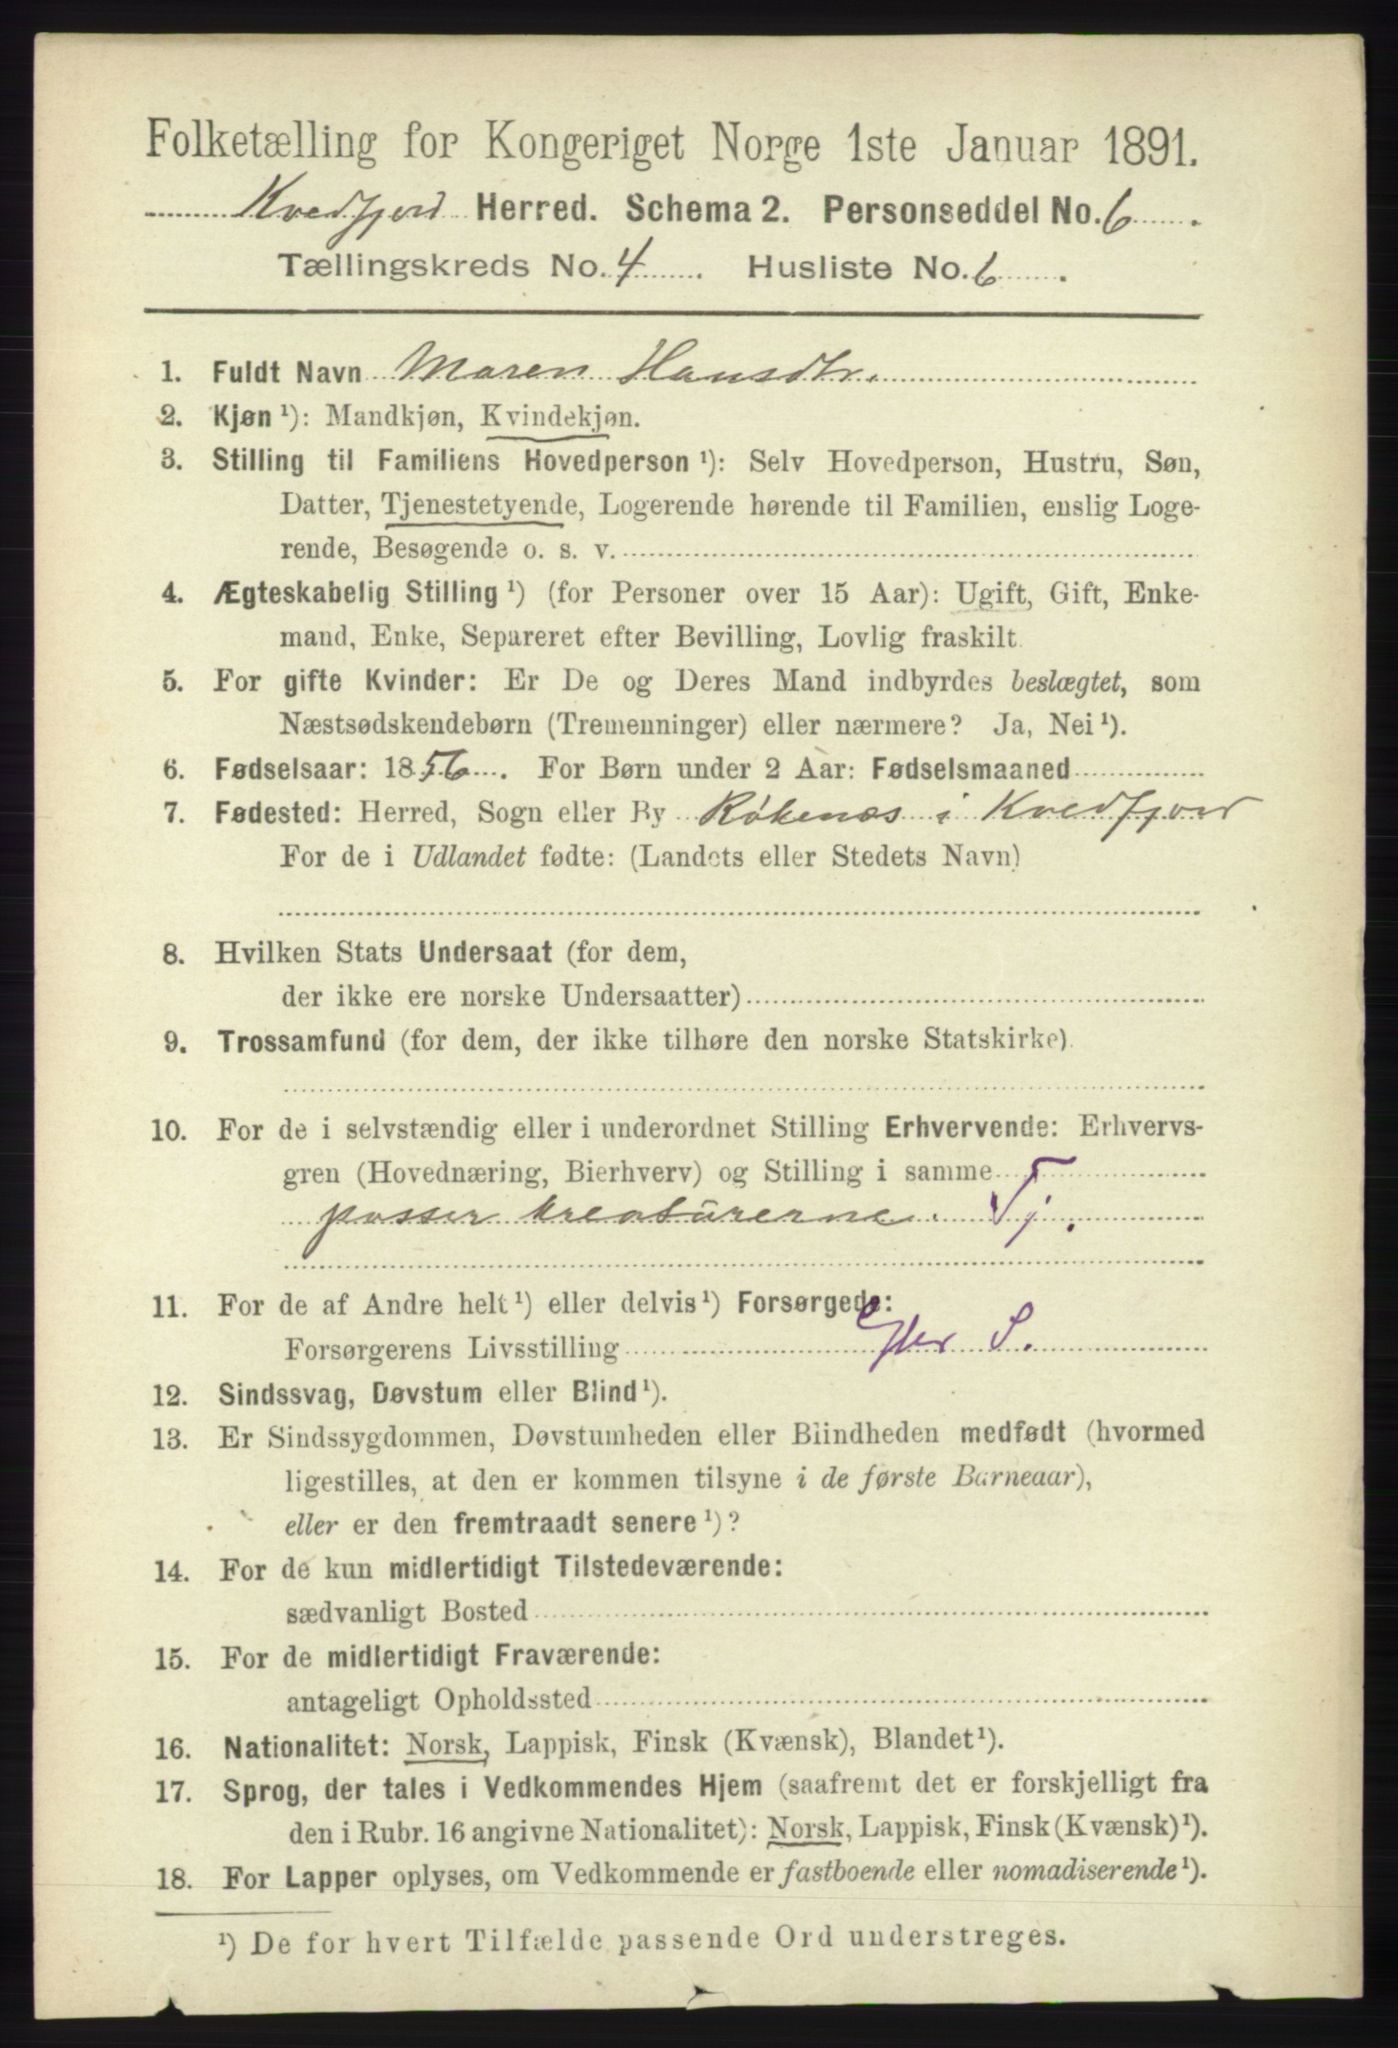 Folketælling for Kongeriget Norge 1ste Januar 1891.
Kvedfjord Herred. Schema 2. Personseddel No. 6.
Tællingskreds No. 4. Husliste No. 6.
1. Fuldt Navn Maren Hansdtr.
2. Kjøn ¹): Mandkjøn, Kvindekjøn.
3. Stilling til Familiens Hovedperson ¹): Selv Hovedperson, Hustru, Søn,
Datter, Tjenestetyende, Logerende hørende til Familien, enslig Loge-
rende, Besøgende o. s. v.
4. Ægteskabelig Stilling ¹) (for Personer over 15 Aar): Ugift, Gift, Enke-
mand, Enke, Separeret efter Bevilling, Lovlig fraskilt.
5. For gifte Kvinder: Er De og Deres Mand indbyrdes beslægtet, som
Næstsødskendebørn (Tremenninger) eller nærmere? Ja, Nei ¹).
6. Fødselsaar: 1856. For Børn under 2 Aar: Fødselsmaaned
7. Fødested: Herred, Sogn eller By Røkenæs i Kvedfjord
For de i Udlandet fødte: (Landets eller Stedets Navn)
8. Hvilken Stats Undersaat (for dem,
der ikke ere norske Undersaatter)
9. Trossamfund (for dem, der ikke tilhøre den norske Statskirke).
10. For de i selvstændig eller i underordnet Stilling Erhvervende: Erhvervs-
gren (Hovednæring, Bierhverv) og Stilling i samme
passer kreaturerne. Tj.
11. For de af Andre helt ¹) eller delvis ¹) Forsørgede:
Forsørgerens Livsstilling S.
12. Sindssvag, Døvstum eller Blind ¹).
13. Er Sindssygdommen, Døvstumheden eller Blindheden medfødt (hvormed
ligestilles, at den er kommen tilsyne i de første Barneaar),
eller er den fremtraadt senere ¹)?
14. For de kun midlertidigt Tilstedeværende:
sædvanligt Bosted
15. For de midlertidigt Fraværende:
antageligt Opholdssted
16. Nationalitet: Norsk, Lappisk, Finsk (Kvænsk), Blandet ¹).
17. Sprog, der tales i Vedkommendes Hjem (saafremt det er forskjelligt fra
den i Rubr. 16 angivne Nationalitet): Norsk, Lappisk, Finsk (Kvænsk) ¹).
18. For Lapper oplyses, om Vedkommende er fastboende eller nomadiserende ¹).
¹) De for hvert Tilfælde passende Ord understreges.